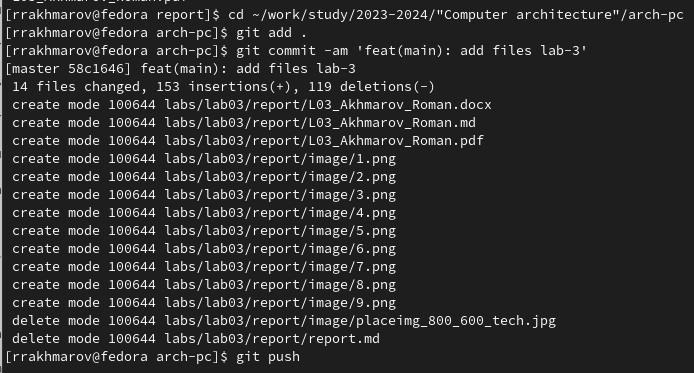 [rrakhmarov@fedora report]$ cd ~/work/study/2023-2024/"Computer architecture"/arch-pc
[rrakhmarov@fedora arch-pc]$ git add .
[rrakhmarov@fedora arch-pc]$ git commit -am 'feat(main): add files lab-3'
[master 58c1646] feat(main): add files lab-3
 14 files changed, 153 insertions(+), 119 deletions(-)
 create mode 100644 labs/lab03/report/L03_Akhmarov_Roman.docx
 create mode 100644 labs/lab03/report/L03_Akhmarov_Roman.md
 create mode 100644 labs/lab03/report/L03_Akhmarov_Roman.pdf
 create mode 100644 labs/lab03/report/image/1.png
 create mode 100644 labs/lab03/report/image/2.png
 create mode 100644 labs/lab03/report/image/3.png
 create mode 100644 labs/lab03/report/image/4.png
 create mode 100644 labs/lab03/report/image/5.png
 create mode 100644 labs/lab03/report/image/6.png
 create mode 100644 labs/lab03/report/image/7.png
 create mode 100644 labs/lab03/report/image/8.png
 create mode 100644 labs/lab03/report/image/9.png
 delete mode 100644 labs/lab03/report/image/placeimg_800_600_tech.jpg
 delete mode 100644 labs/lab03/report/report.md
[rrakhmarov@fedora arch-pc]$ git push